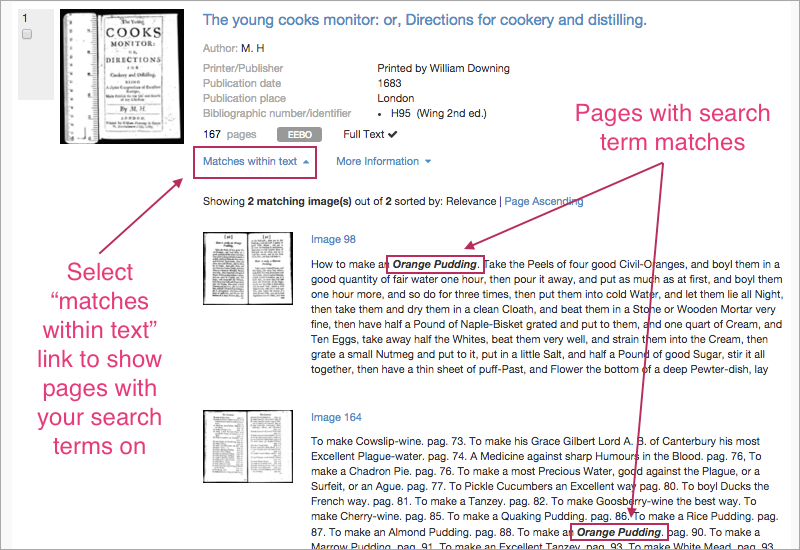 1
The Young
COOKS
MONITOR:
OR,
DIRECTIONS
FOR
Cookery and Distilling.
BEING
By M. H.
LONDON,
The young cooks monitor: or, Directions for cookery and distilling.
Author: M. H
Printer/Publisher Printed by William Downing
Publication date 1683
Publication place London
Bibliographic number/identifier • H95 (Wing 2nd ed.)
167 pages EEBO Full Text ✔
Matches within text More Information
Pages with search
term matches
Showing 2 matching image(s) out of 2 sorted by: Relevance | Page Ascending
Select
“matches
within text”
link to show
pages with
your search
terms on
Image 98
How to make an Orange Pudding. Take the Peels of four good Civil-Oranges, and boyl them in a
good quantity of fair water one hour, then pour it away, and put as much as at first, and boyl them
one hour more, and so do for three times, then put them into cold Water, and let them lie all Night,
then take them and dry them in a clean Cloath, and beat them in a Stone or Wooden Mortar very
fine, then have half a Pound of Naple-Bisket grated and put to them, and one quart of Cream, and
Ten Eggs, take away half the Whites, beat them very well, and strain them into the Cream, then
grate a small Nutmeg and put to it, put in a little Salt, and half a Pound of good Sugar, stir it all
together, then have a thin sheet of puff-Past, and Flower the bottom of a deep Pewter-dish, lay
Image 164
To make Cowslip-wine. pag. 73. To make his Grace Gilbert Lord A. B. of Canterbury his most
Excellent Plague-water. pag. 74. A Medicine against sharp Humours in the Blood. pag. 76, To
make a Chadron Pie. pag. 76. To make a most Precious Water, good against the Plague, or a
Surfeit, or an Ague. pag. 77. To Pickle Cucumbers an Excellent way pag. 80. To boyl Ducks the
French way. pag. 81. To make a Tanzey. pag. 82. To make Goosberry-wine the best way. To
make Cherry-wine. pag. 85. To make a Quaking Pudding. pag. 86. To make a Rice Pudding. pag.
87. To make an Almond Pudding. pag. 88. To make an Orange Pudding. pag. 90. To make a
Marrow Pudding. pag. 91. To make an Excellent Tanzey. pag. 93. To make White Mead. pag. 93.